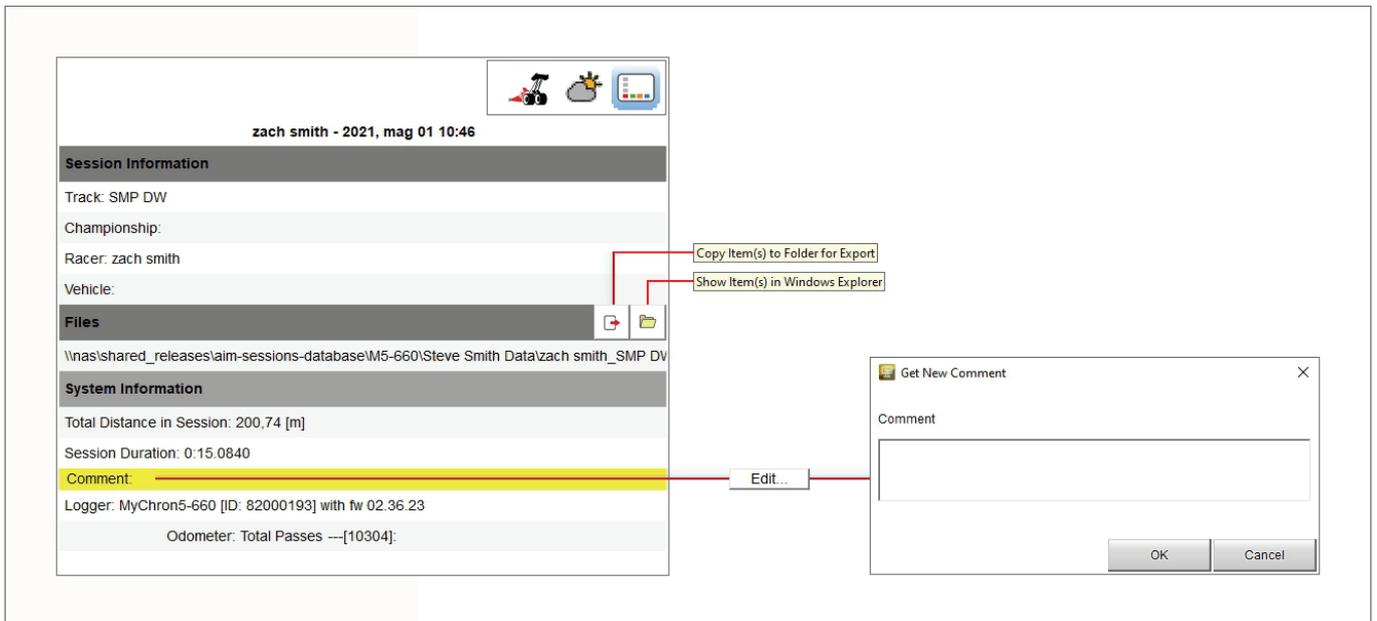 zach smith - 2021, mag 01 10:46
Session Information
Track: SMP DW
Championship:
Racer: zach smith
Vehicle:
Copy Item(s) to Folder for Export
Show Item(s) in Windows Explorer
Files
\\nas\shared_releases\aim-sessions-database\M5-660\Steve Smith Data\zach smith_SMP DW
System Information
Total Distance in Session: 200,74 [m]
Session Duration: 0:15.0840
Comment:
Edit...
Logger: MyChron5-660 [ID: 82000193] with fw 02.36.23
Odometer: Total Passes ---[10304]:
Get New Comment
Comment
OK
Cancel